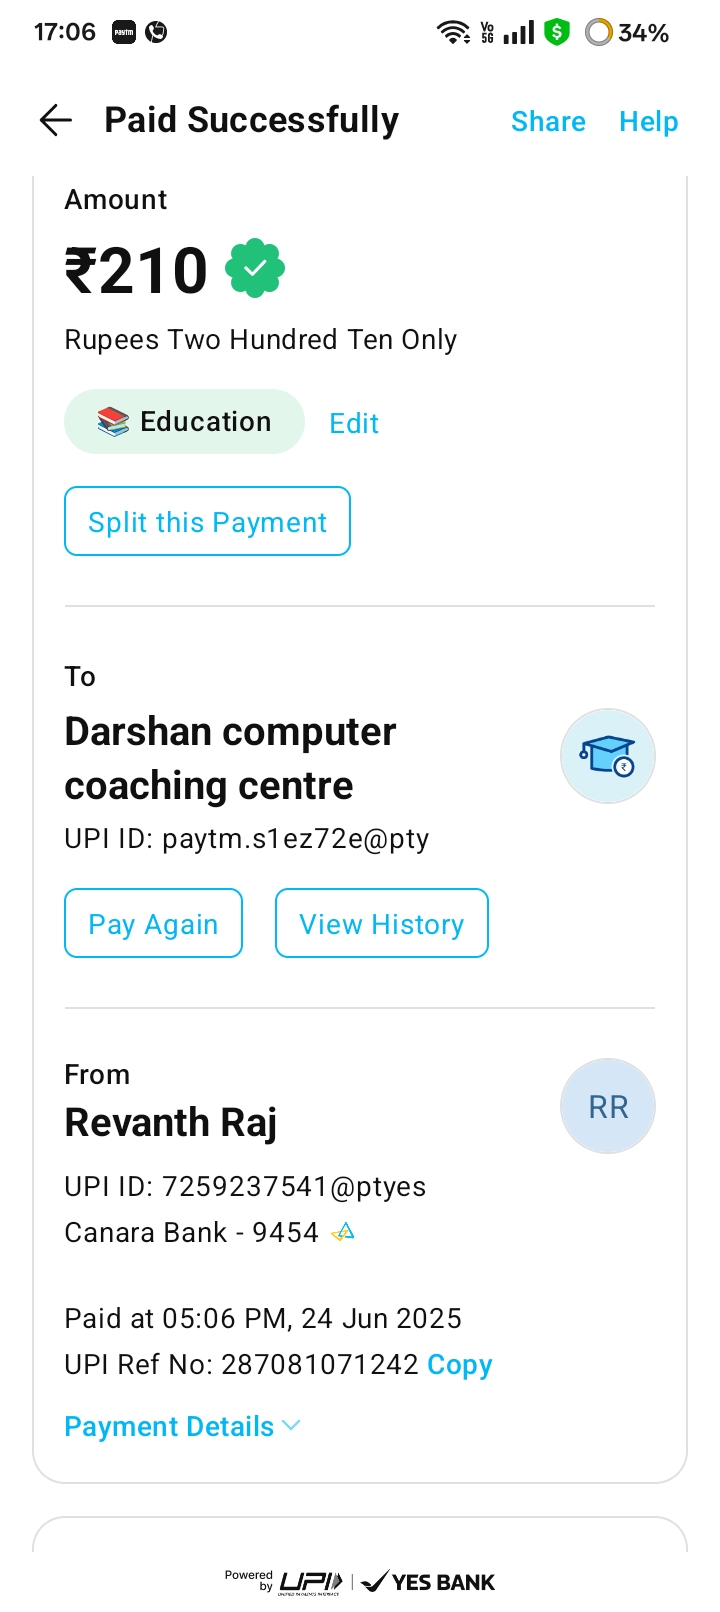 17:06 paytm Vo 5G 34%
Paid Successfully Share Help
Amount
₹210
Rupees Two Hundred Ten Only
Education Edit
Split this Payment
To
Darshan computer
coaching centre
UPI ID: paytm.s1ez72e@pty
Pay Again View History
From
Revanth Raj
RR
UPI ID: 7259237541@ptyes
Canara Bank - 9454
Paid at 05:06 PM, 24 Jun 2025
UPI Ref No: 287081071242 Copy
Payment Details
Powered by UPI | YES BANK
UNIFIED PAYMENTS INTERFACE